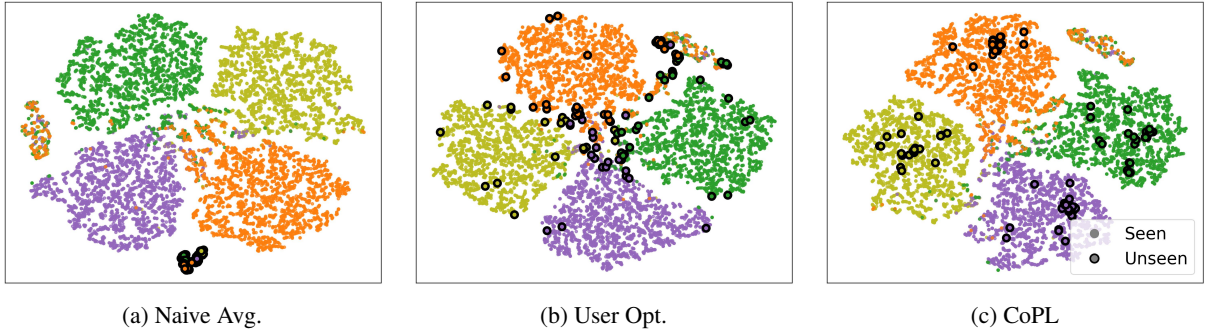 Seen
Unseen
(a) Naive Avg.
(b) User Opt.
(c) CoPL